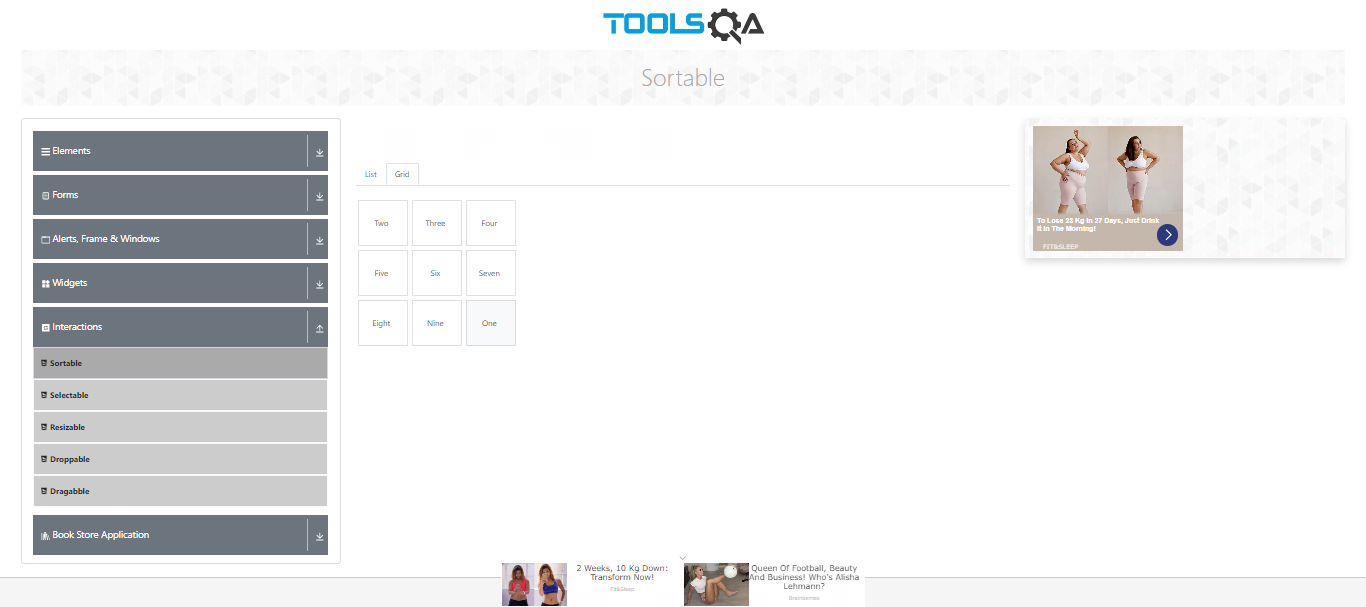 TOOLSQA
Sortable
Elements
Forms
Alerts, Frame & Windows
Widgets
Interactions
Sortable
Selectable
Resizable
Droppable
Dragabble
Book Store Application
List
Grid
Two
Three
Four
Five
Six
Seven
Eight
Nine
One
To Lose 23 Kg In 27 Days, Just Drink
It In The Morning!
FIT&SLEEP
2 Weeks, 10 Kg Down:
Transform Now!
Fit&Sleep
Queen Of Football, Beauty
And Business! Who's Alisha
Lehmann?
Brainberries